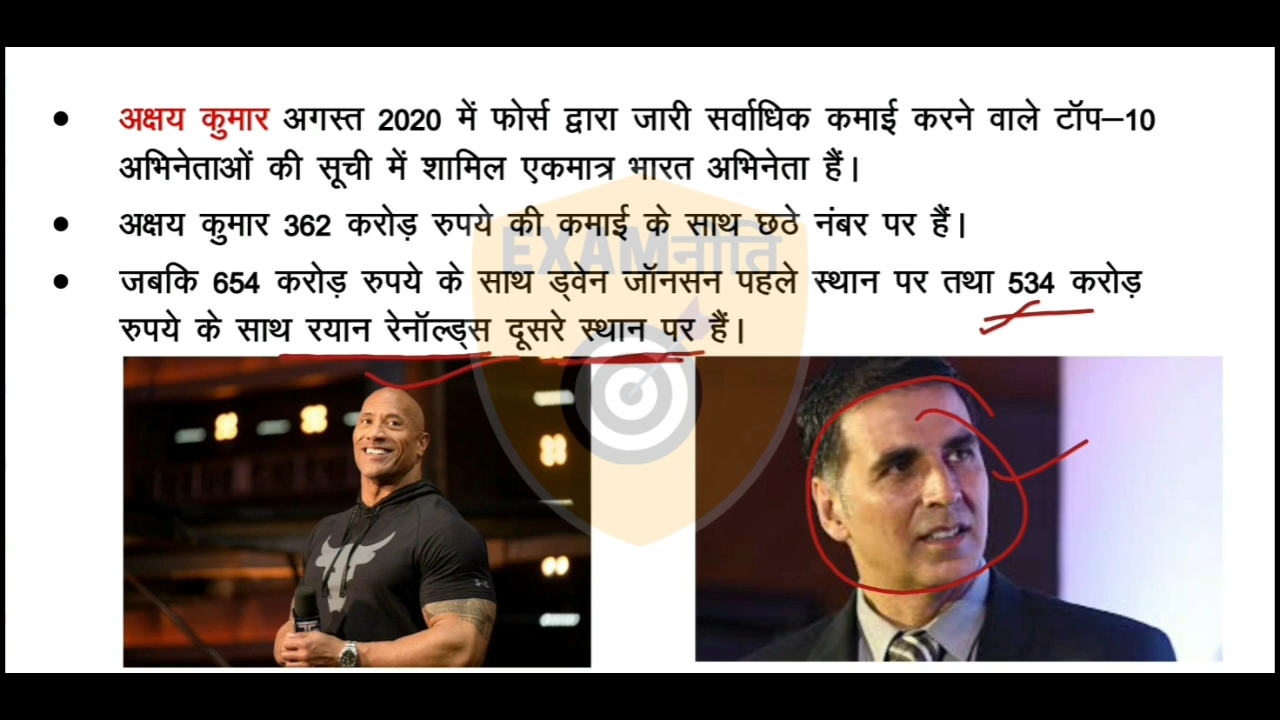 • अक्षय कुमार अगस्त 2020 में फोर्स द्वारा जारी सर्वाधिक कमाई करने वाले टॉप–10
अभिनेताओं की सूची में शामिल एकमात्र भारत अभिनेता हैं।
• अक्षय कुमार 362 करोड़ रुपये की कमाई के साथ छठे नंबर पर हैं।
• जबकि 654 करोड़ रुपये के साथ ड्वेन जॉनसन पहले स्थान पर तथा 534 करोड़
रुपये के साथ रयान रेनॉल्ड्स दूसरे स्थान पर हैं।
EXAMनीति